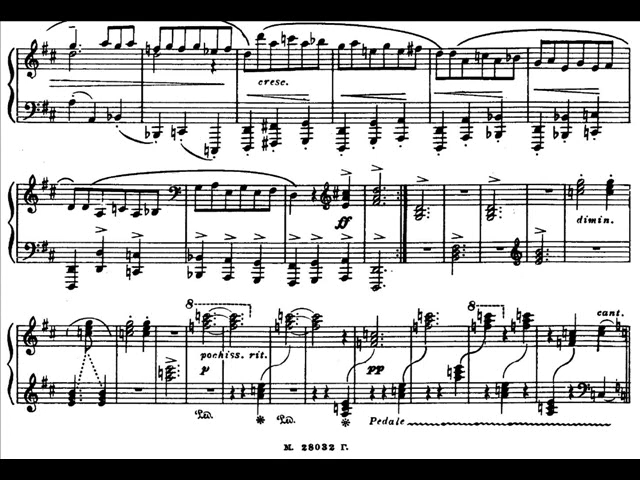 cresc.
ff
dimin.
8
pochiss. rit.
8
p
pp
cant.
Ped.
Ped.
Pedale
М. 28032 Г.